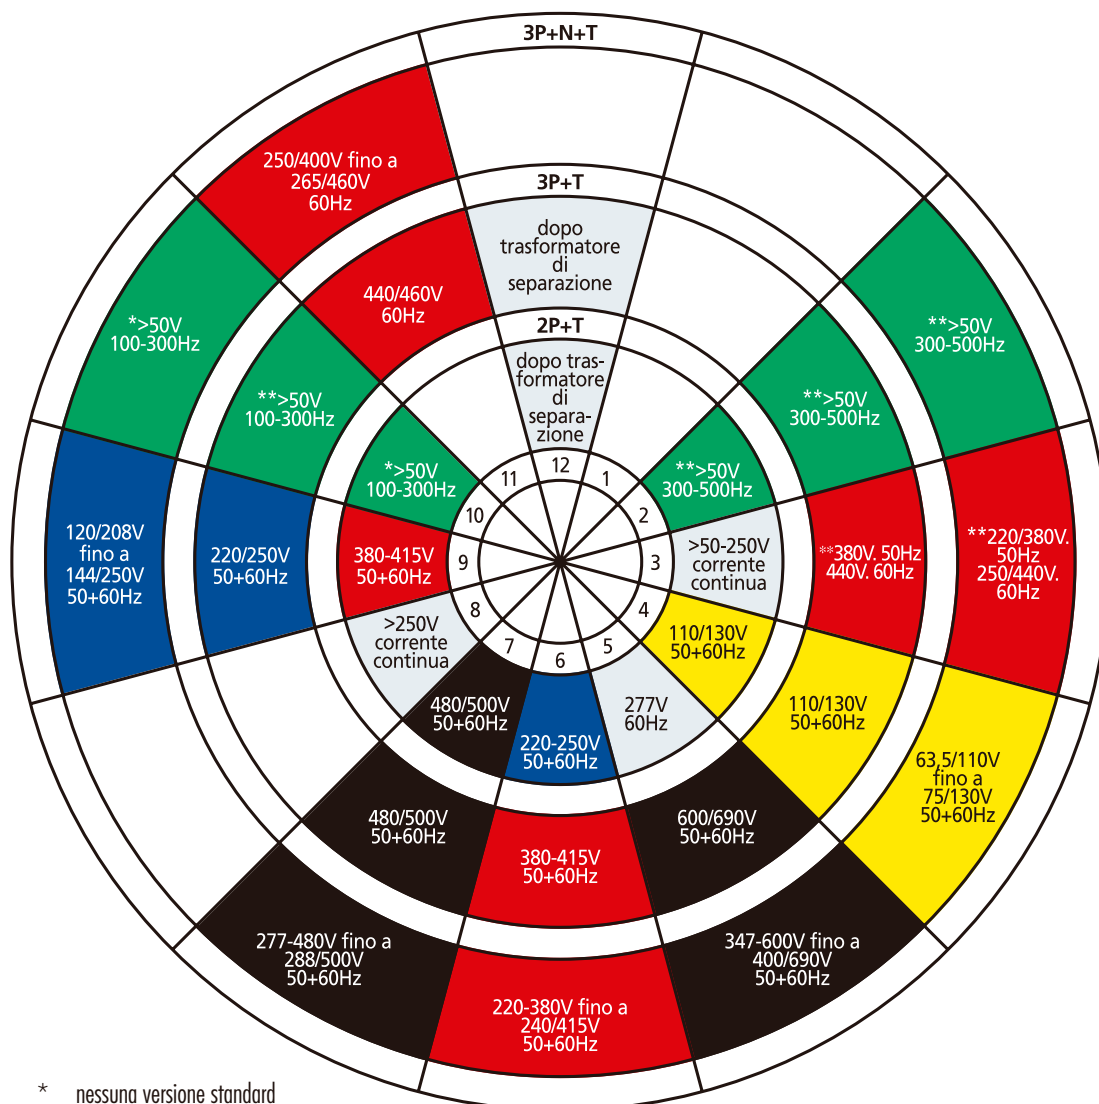 3P+N+T
250/400V fino a
265/460V
60Hz
*>50V
100-300Hz
**>50V
300-500Hz
120/208V
fino a
144/250V
50+60Hz
**220/380V.
50Hz
250/440V.
60Hz
63,5/110V
fino a
75/130V
50+60Hz
277-480V fino a
288/500V
50+60Hz
220-380V fino a
240/415V
50+60Hz
347-600V fino a
400/690V
50+60Hz
3P+T
dopo
trasformatore
di
separazione
440/460V
60Hz
**>50V
100-300Hz
**>50V
300-500Hz
220/250V
50+60Hz
**380V. 50Hz
440V. 60Hz
110/130V
50+60Hz
480/500V
50+60Hz
380-415V
50+60Hz
600/690V
50+60Hz
2P+T
dopo tras-
formatore
di
separa-
zione
*>50V
100-300Hz
**>50V
300-500Hz
380-415V
50+60Hz
>50-250V
corrente
continua
>250V
corrente
continua
110/130V
50+60Hz
480/500V
50+60Hz
220-250V
50+60Hz
277V
60Hz
12
1
2
3
4
5
6
7
8
9
10
11
* nessuna versione standard